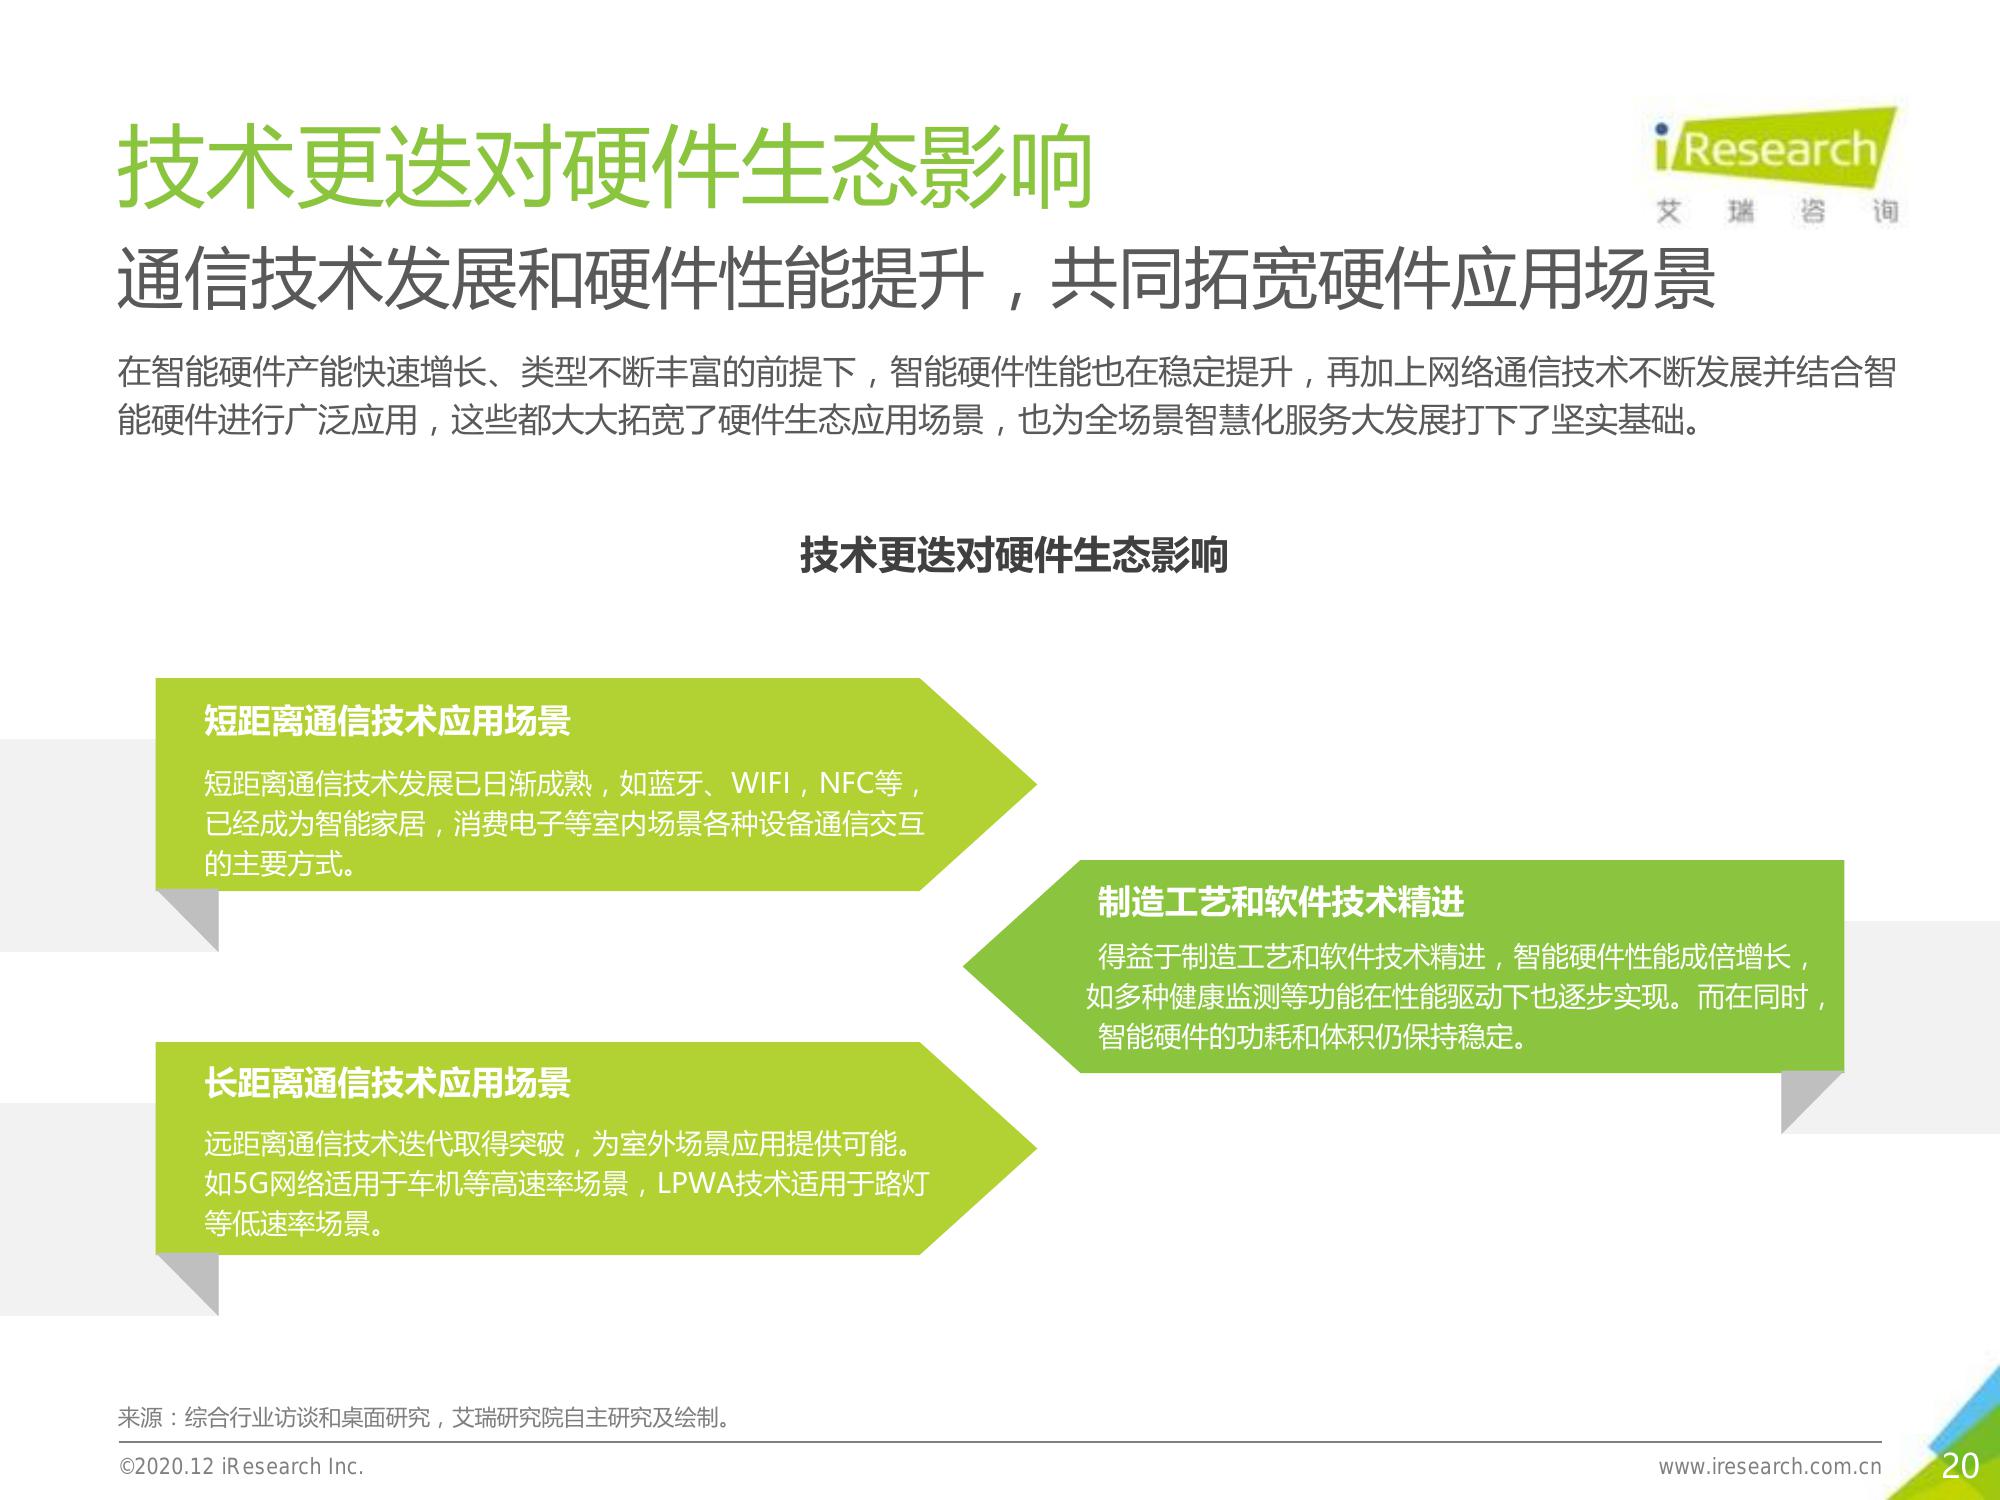 技术更迭对硬件生态影响
iResearch
艾瑞咨询
通信技术发展和硬件性能提升，共同拓宽硬件应用场景
在智能硬件产能快速增长、类型不断丰富的前提下，智能硬件性能也在稳定提升，再加上网络通信技术不断发展并结合智
能硬件进行广泛应用，这些都大大拓宽了硬件生态应用场景，也为全场景智慧化服务大发展打下了坚实基础。
技术更迭对硬件生态影响
短距离通信技术应用场景
短距离通信技术发展已日渐成熟，如蓝牙、WIFI，NFC等，
已经成为智能家居，消费电子等室内场景各种设备通信交互
的主要方式。
制造工艺和软件技术精进
得益于制造工艺和软件技术精进，智能硬件性能成倍增长，
如多种健康监测等功能在性能驱动下也逐步实现。而在同时，
智能硬件的功耗和体积仍保持稳定。
长距离通信技术应用场景
远距离通信技术迭代取得突破，为室外场景应用提供可能。
如5G网络适用于车机等高速率场景，LPWA技术适用于路灯
等低速率场景。
来源：综合行业访谈和桌面研究，艾瑞研究院自主研究及绘制。
©2020.12 iResearch Inc.
www.iresearch.com.cn
20